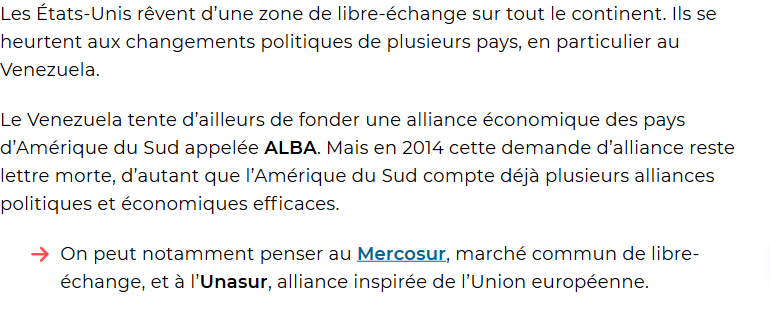 Les États-Unis rêvent d’une zone de libre-échange sur tout le continent. Ils se
heurtent aux changements politiques de plusieurs pays, en particulier au
Venezuela.
Le Venezuela tente d’ailleurs de fonder une alliance économique des pays
d’Amérique du Sud appelée ALBA. Mais en 2014 cette demande d’alliance reste
lettre morte, d’autant que l’Amérique du Sud compte déjà plusieurs alliances
politiques et économiques efficaces.
→ On peut notamment penser au Mercosur, marché commun de libre-
échange, et à l’Unasur, alliance inspirée de l’Union européenne.